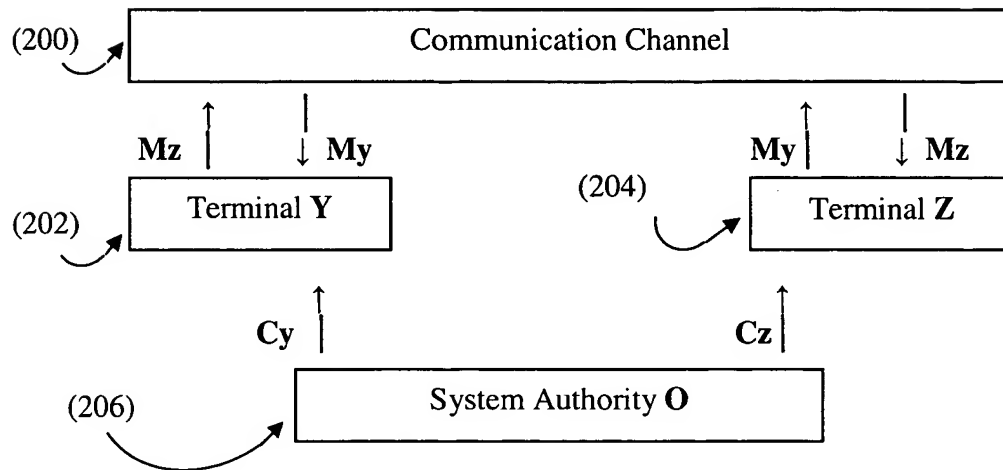 (200)
Communication Channel
Mz
My
My
Mz
(202)
Terminal Y
(204)
Terminal Z
Cy
Cz
(206)
System Authority O